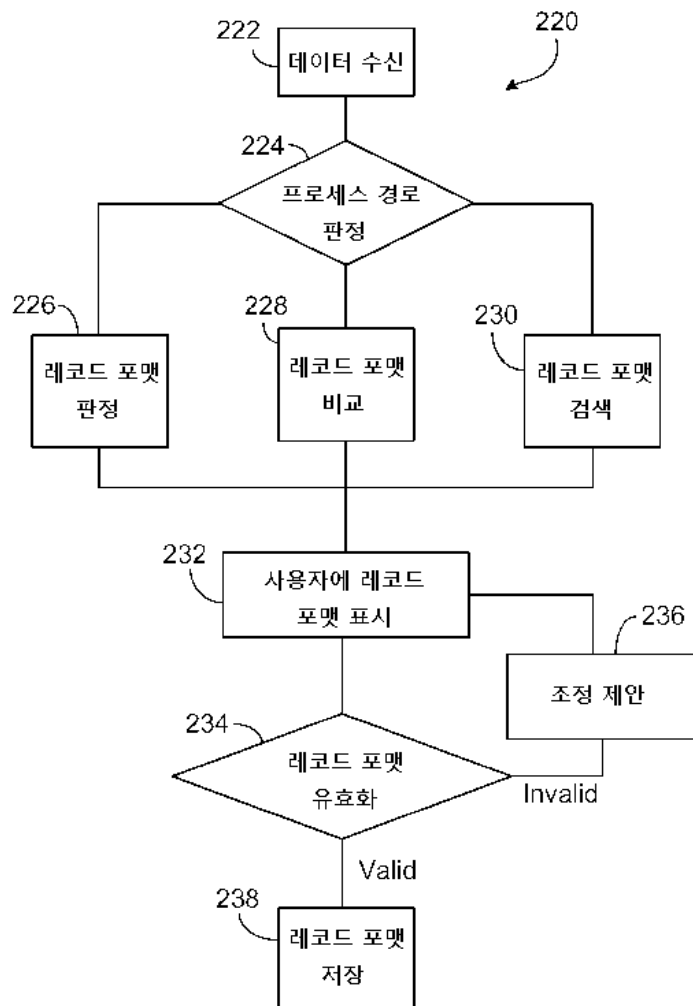 220
222
데이터 수신
224
프로세스 경로
판정
226
레코드 포맷
판정
228
레코드 포맷
비교
230
레코드 포맷
검색
232
사용자에 레코드
포맷 표시
236
조정 제안
234
레코드 포맷
유효화
Invalid
Valid
238
레코드 포맷
저장